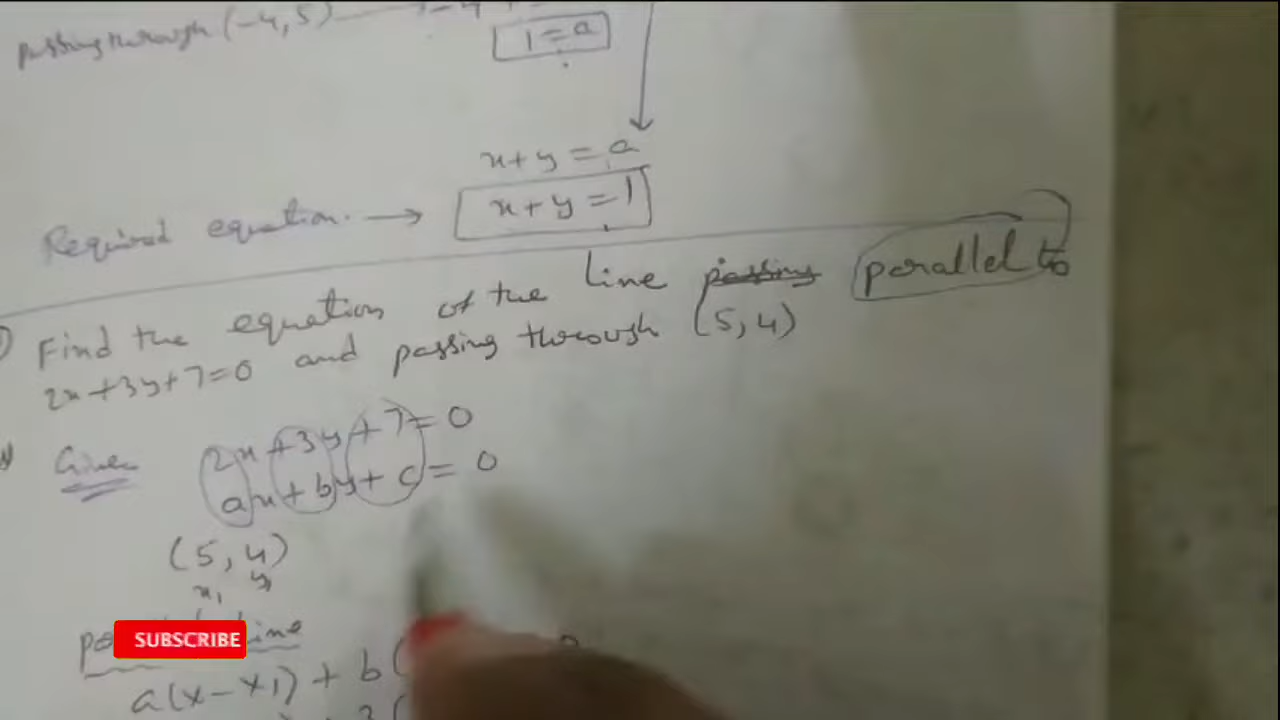 passing through (-4,5)
1 = a
x+y = a
Required equation. → x+y = 1
Find the equation of the line passing parallel to
2x+3y+7=0 and passing through (5,4)
Given 2x+3y+7=0
ax+by+c=0
(5,4)
x1 y1
SUBSCRIBE
a(x-x1) + b(